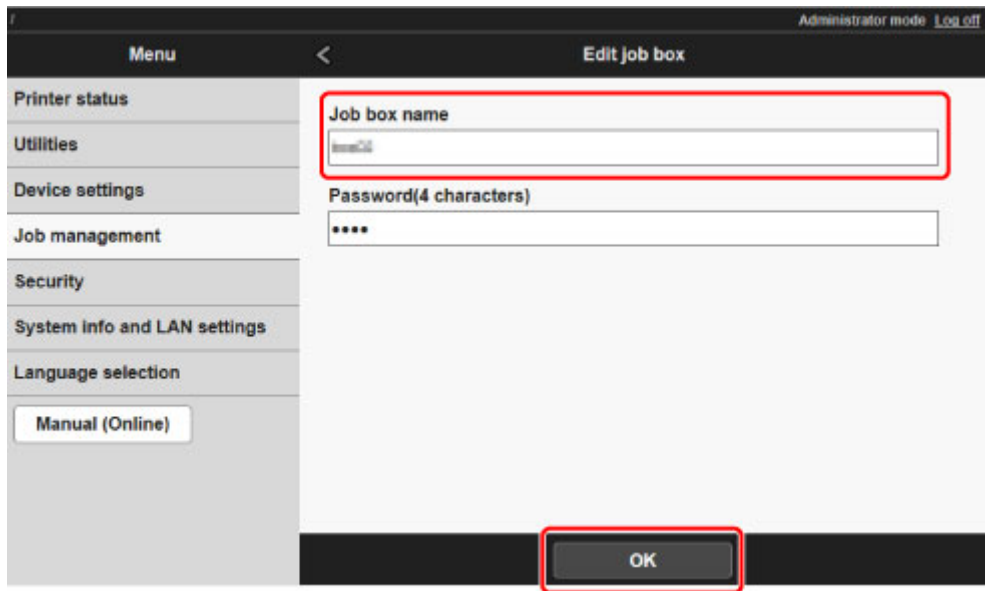 /
Administrator mode Log off
Menu
< Edit job box
Printer status
Utilities
Device settings
Job management
Security
System info and LAN settings
Language selection
Manual (Online)
Job box name
Password(4 characters)
••••
OK